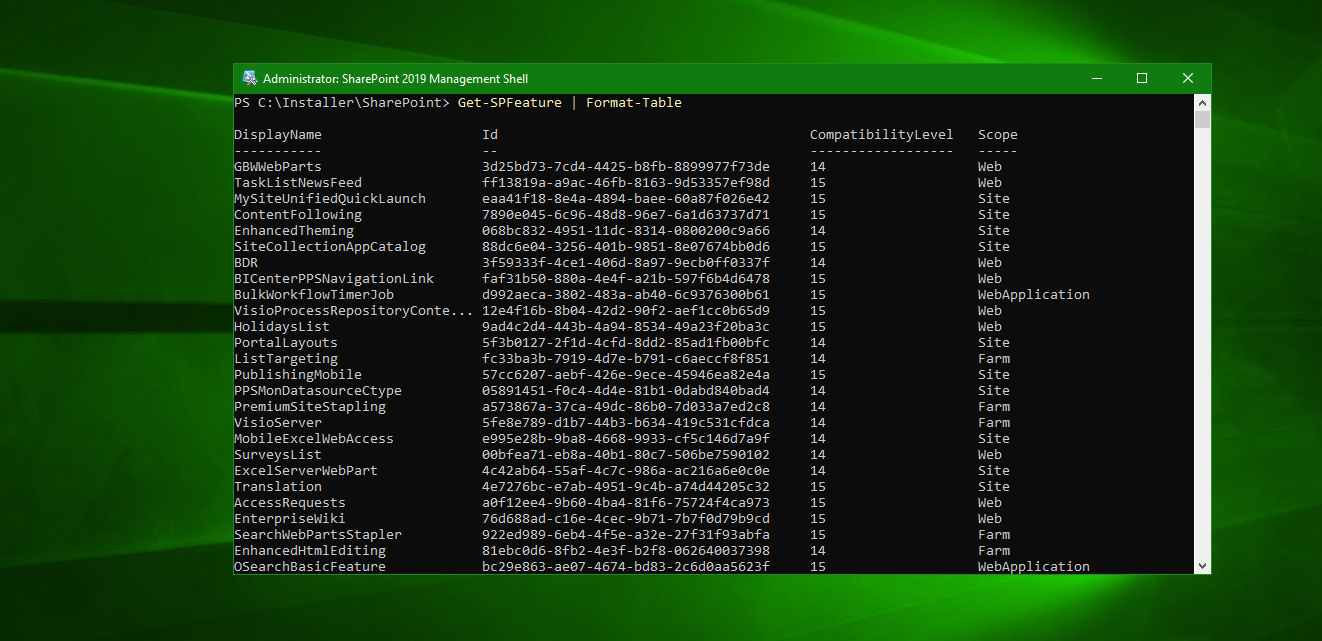 Administrator: SharePoint 2019 Management Shell
PS C:\Installer\SharePoint> Get-SPFeature | Format-Table
DisplayName Id CompatibilityLevel Scope
----------- -- ------------------ -----
GBWWebParts 3d25bd73-7cd4-4425-b8fb-8899977f73de 14 Web
TaskListNewsFeed ff13819a-a9ac-46fb-8163-9d53357ef98d 15 Web
MySiteUnifiedQuickLaunch eaa41f18-8e4a-4894-baee-60a87f026e42 15 Site
ContentFollowing 7890e045-6c96-48d8-96e7-6a1d63737d71 15 Site
EnhancedTheming 068bc832-4951-11dc-8314-0800200c9a66 14 Site
SiteCollectionAppCatalog 88dc6e04-3256-401b-9851-8e07674bb0d6 15 Site
BDR 3f59333f-4ce1-406d-8a97-9ecb0ff0337f 14 Web
BICenterPPSNavigationLink faf31b50-880a-4e4f-a21b-597f6b4d6478 15 Web
BulkWorkflowTimerJob d992aeca-3802-483a-ab40-6c9376300b61 15 WebApplication
VisioProcessRepositoryConte... 12e4f16b-8b04-42d2-90f2-aef1cc0b65d9 15 Web
HolidaysList 9ad4c2d4-443b-4a94-8534-49a23f20ba3c 15 Web
PortalLayouts 5f3b0127-2f1d-4cfd-8dd2-85ad1fb00bfc 14 Site
ListTargeting fc33ba3b-7919-4d7e-b791-c6aeccf8f851 14 Farm
PublishingMobile 57cc6207-aebf-426e-9ece-45946ea82e4a 15 Site
PPSMonDatasourceCtype 05891451-f0c4-4d4e-81b1-0dabd840bad4 14 Site
PremiumSiteStapling a573867a-37ca-49dc-86b0-7d033a7ed2c8 14 Farm
VisioServer 5fe8e789-d1b7-44b3-b634-419c531cfdca 14 Farm
MobileExcelWebAccess e995e28b-9ba8-4668-9933-cf5c146d7a9f 14 Site
SurveysList 00bfea71-eb8a-40b1-80c7-506be7590102 14 Web
ExcelServerWebPart 4c42ab64-55af-4c7c-986a-ac216a6e0c0e 14 Site
Translation 4e7276bc-e7ab-4951-9c4b-a74d44205c32 15 Site
AccessRequests a0f12ee4-9b60-4ba4-81f6-75724f4ca973 15 Web
EnterpriseWiki 76d688ad-c16e-4cec-9b71-7b7f0d79b9cd 15 Web
SearchWebPartsStapler 922ed989-6eb4-4f5e-a32e-27f31f93abfa 15 Farm
EnhancedHtmlEditing 81ebc0d6-8fb2-4e3f-b2f8-062640037398 14 Farm
OSearchBasicFeature bc29e863-ae07-4674-bd83-2c6d0aa5623f 15 WebApplication